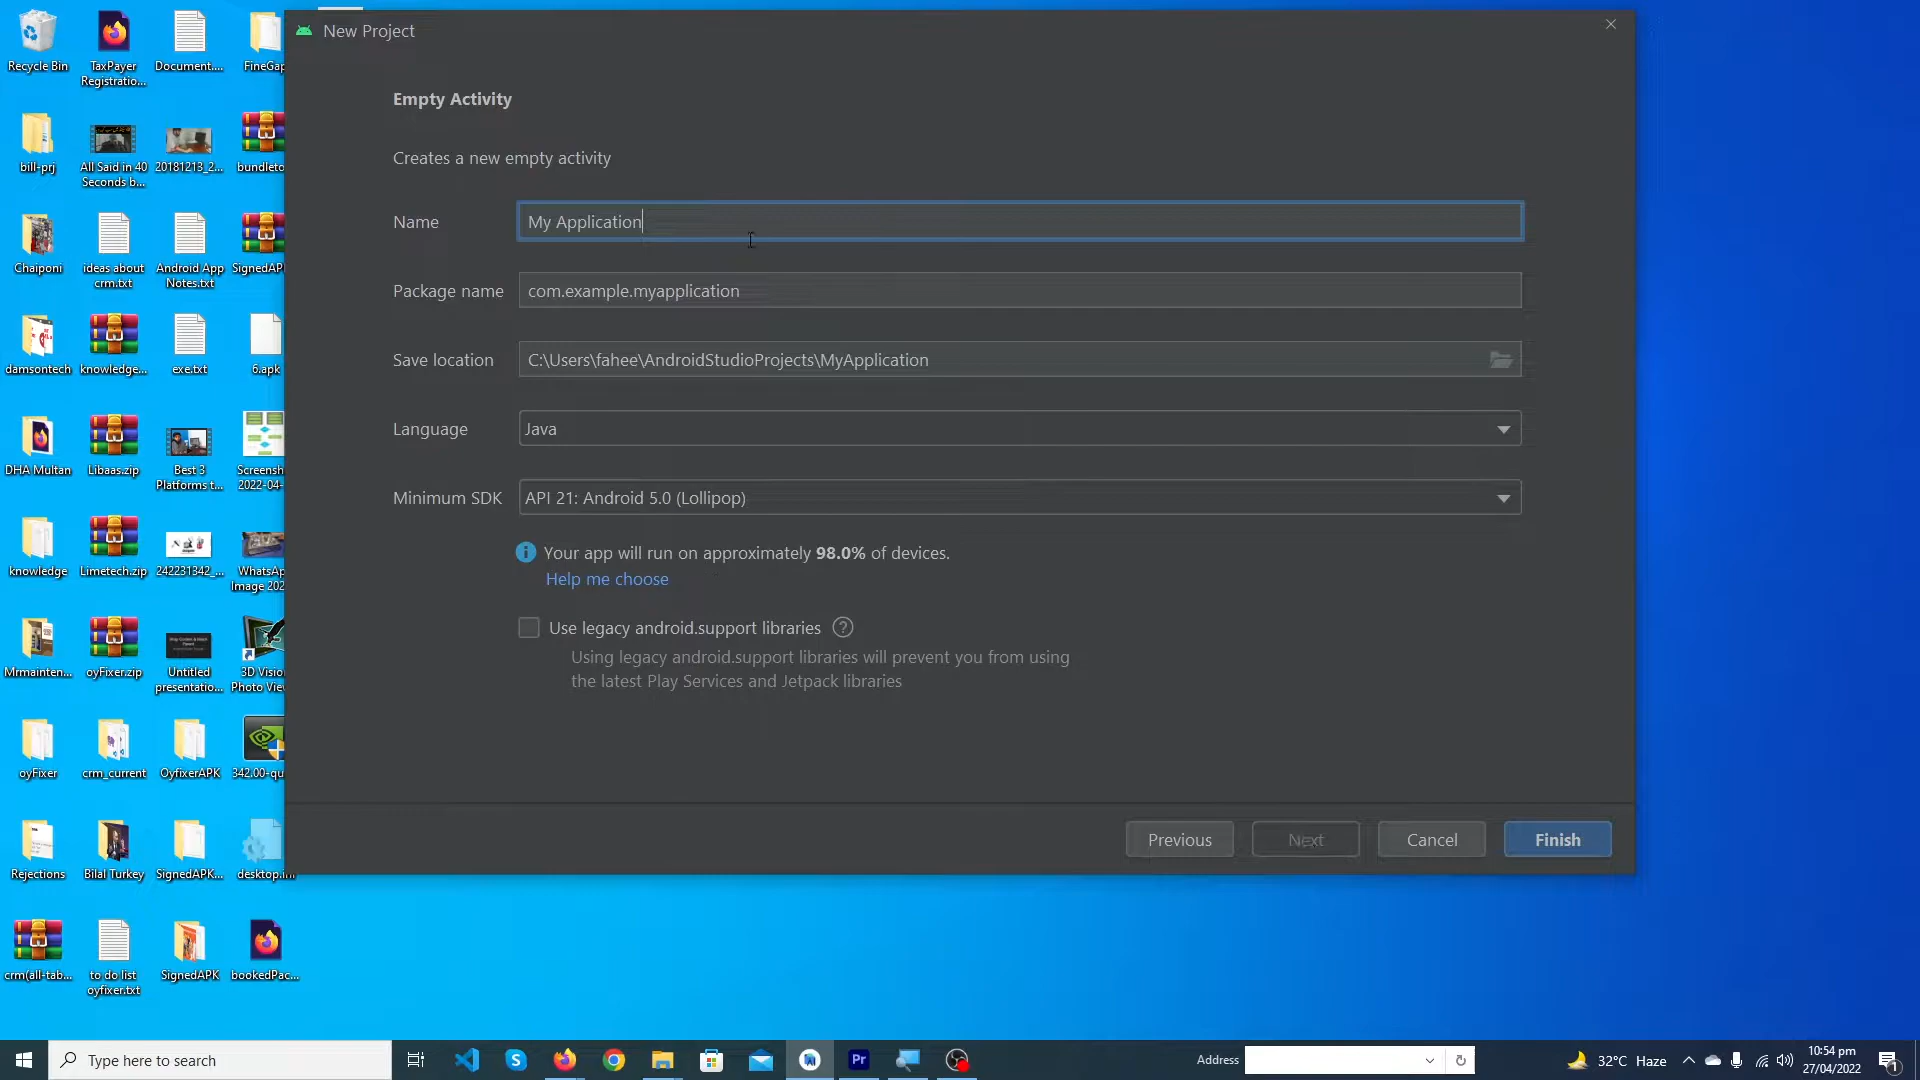 New Project
Empty Activity
Creates a new empty activity
Name
My Application
Package name
com.example.myapplication
Save location
C:\Users\fahee\AndroidStudioProjects\MyApplication
Language
Java
Minimum SDK
API 21: Android 5.0 (Lollipop)
Your app will run on approximately 98.0% of devices.
Help me choose
Use legacy android.support libraries
Using legacy android.support libraries will prevent you from using
the latest Play Services and Jetpack libraries
Previous
Next
Cancel
Finish
Recycle Bin
TaxPayer
Registratio...
Document....
FineGap
bill-prj
All Said in 40
Seconds b...
20181213_2...
bundleto
Chaiponi
ideas about
crm.txt
Android App
Notes.txt
SignedAPK
damsontech
knowledge...
exe.txt
6.apk
DHA Multan
Libaas.zip
Best 3
Platforms t...
Screensh
2022-04-
knowledge
Limetech.zip
242231342_...
WhatsAp
Image 202
Mrmainten...
oyFixer.zip
Untitled
presentatio...
3D Visio
Photo Vie
oyFixer
crm_current
OyfixerAPK
342.00-qu
Rejections
Bilal Turkey
SignedAPK...
desktop.ini
crm(all-tab...
to do list
oyfixer.txt
SignedAPK
bookedPac...
Type here to search
Pr
Address
32°C Haze
10:54 pm
27/04/2022
1